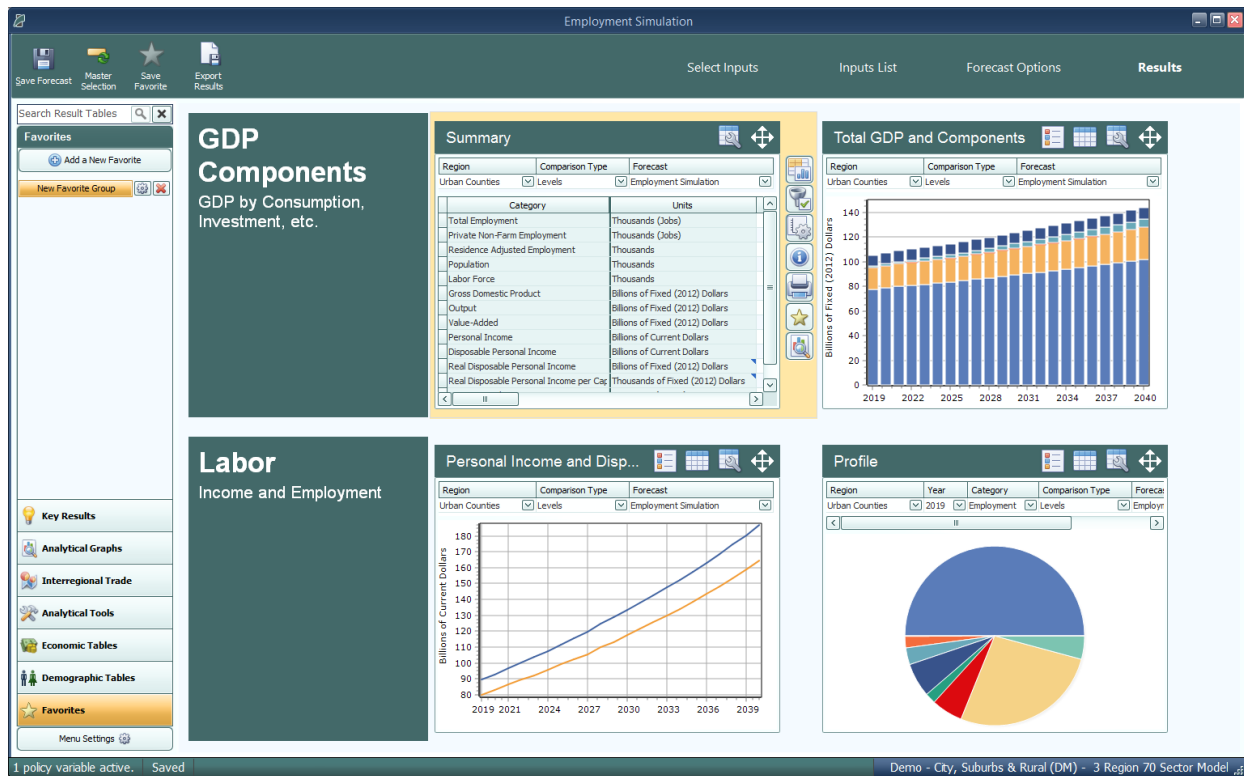 Employment Simulation
Save Forecast
Master Selection
Save Favorite
Export Results
Select Inputs
Inputs List
Forecast Options
Results
Search Result Tables
Favorites
Add a New Favorite
New Favorite Group
Key Results
Analytical Graphs
Interregional Trade
Analytical Tools
Economic Tables
Demographic Tables
Favorites
Menu Settings
GDP
Components
GDP by Consumption,
Investment, etc.
Summary
Region Comparison Type Forecast
Urban Counties Levels Employment Simulation
Category Units
Total Employment Thousands (Jobs)
Private Non-Farm Employment Thousands (Jobs)
Residence Adjusted Employment Thousands
Population Thousands
Labor Force Thousands
Gross Domestic Product Billions of Fixed (2012) Dollars
Output Billions of Fixed (2012) Dollars
Value-Added Billions of Fixed (2012) Dollars
Personal Income Billions of Current Dollars
Disposable Personal Income Billions of Current Dollars
Real Disposable Personal Income Billions of Fixed (2012) Dollars
Real Disposable Personal Income per Cap Thousands of Fixed (2012) Dollars
Total GDP and Components
Region Comparison Type Forecast
Urban Counties Levels Employment Simulation
Billions of Fixed (2012) Dollars
140
120
100
80
60
40
20
0
2019 2022 2025 2028 2031 2034 2037 2040
Labor
Income and Employment
Personal Income and Disp...
Region Comparison Type Forecast
Urban Counties Levels Employment Simulation
Billions of Current Dollars
180
170
160
150
140
130
120
110
100
90
80
2019 2021 2024 2027 2030 2033 2036 2039
Profile
Region Year Category Comparison Type Forecas
Urban Counties 2019 Employment Levels Employr
1 policy variable active. Saved
Demo - City, Suburbs & Rural (DM) - 3 Region 70 Sector Model